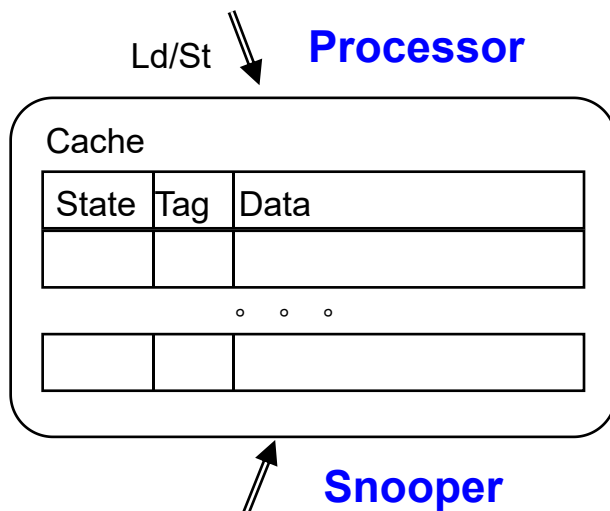 Ld/St Processor
Cache
State Tag Data
Snooper